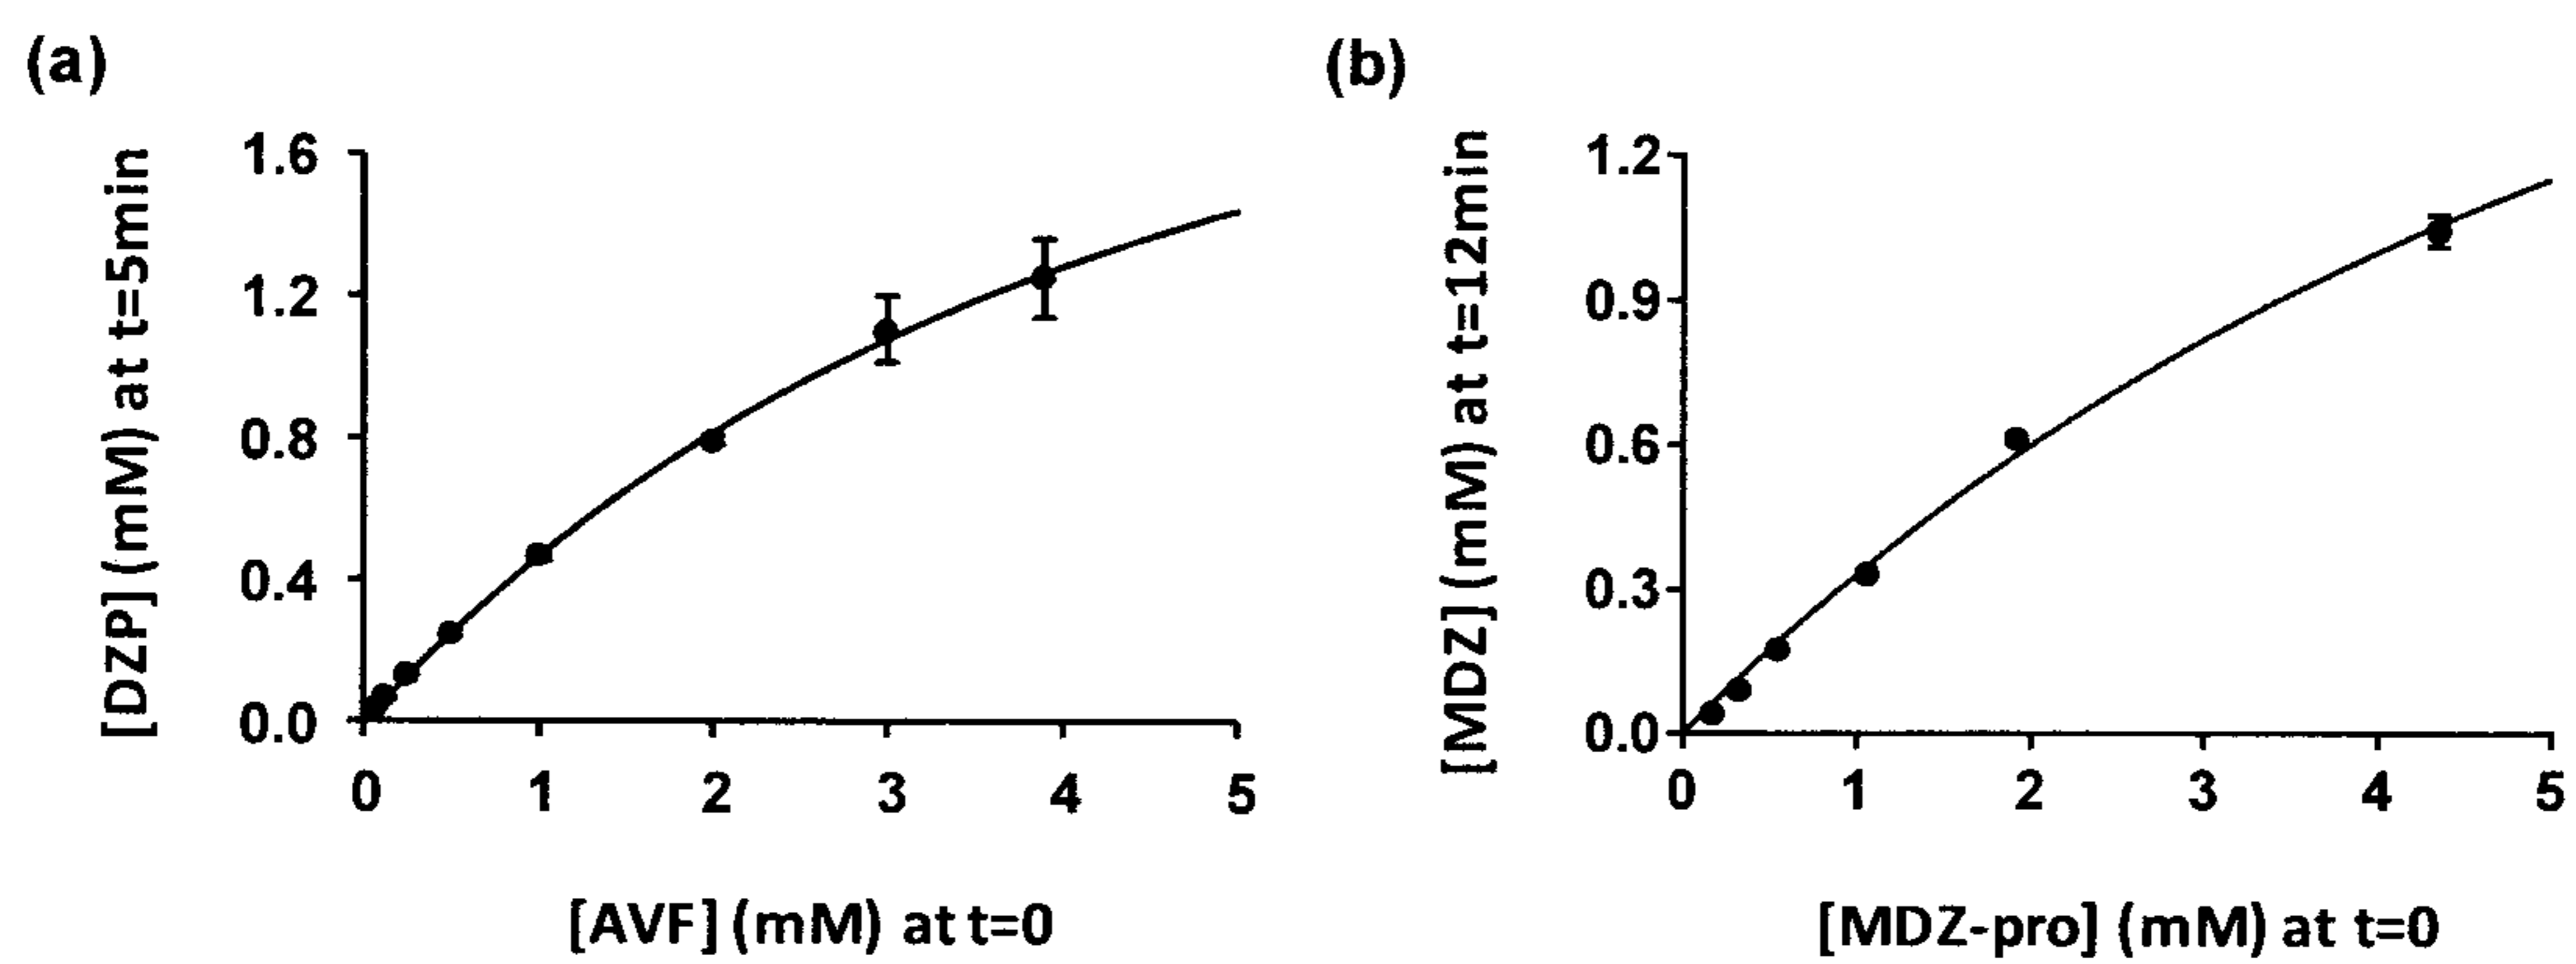 (a)
[DZP] (mM) at t=5min
1.6
1.2
0.8
0.4
0.0
0 1 2 3 4 5
[AVF] (mM) at t=0
(b)
[MDZ] (mM) at t=12min
1.2
0.9
0.6
0.3
0.0
0 1 2 3 4 5
[MDZ-pro] (mM) at t=0